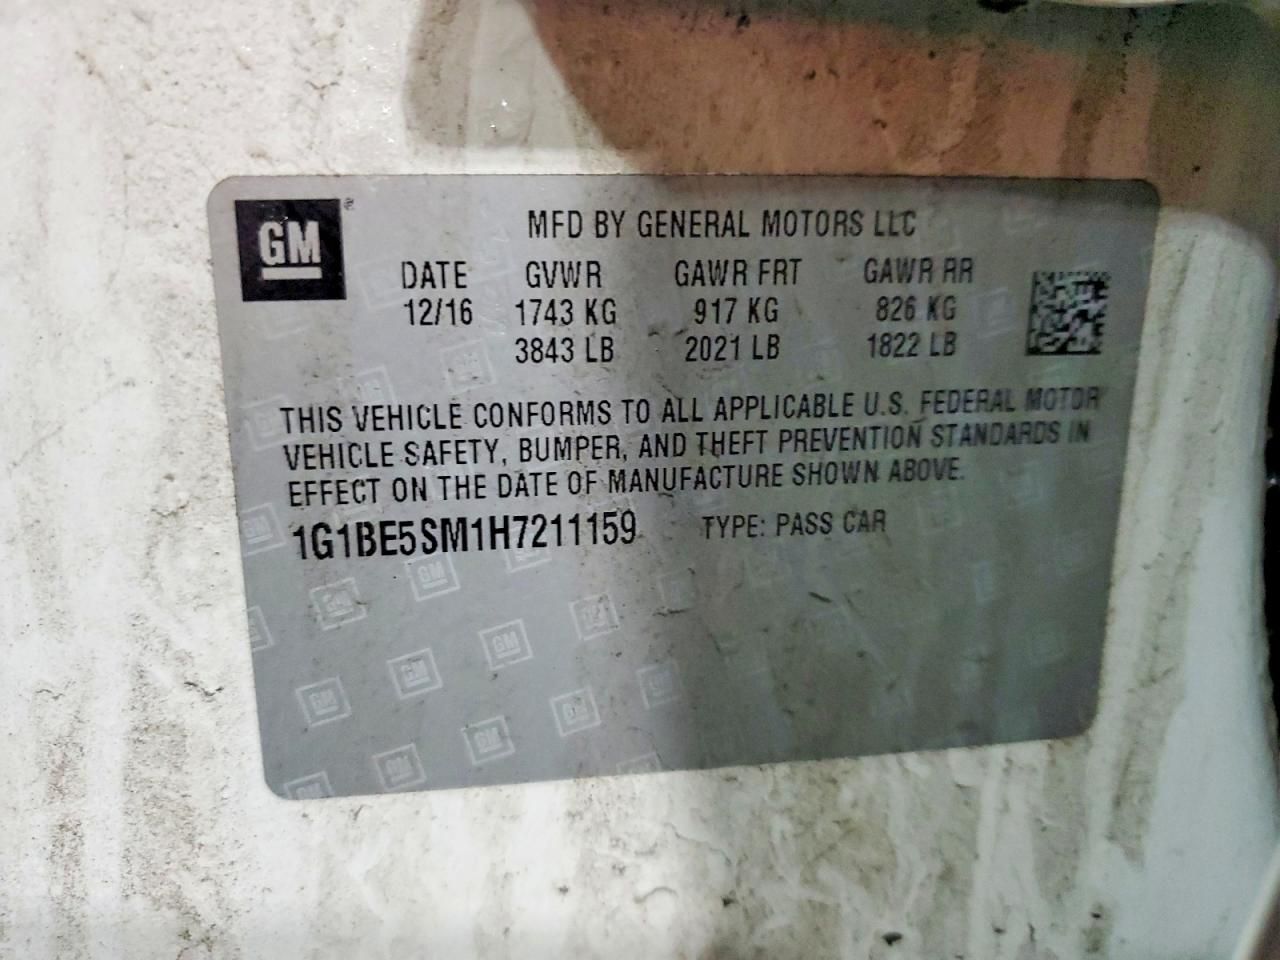 GM®
MFD BY GENERAL MOTORS LLC
DATE GVWR GAWR FRT GAWR RR
12/16 1743 KG 917 KG 826 KG
3843 LB 2021 LB 1822 LB
THIS VEHICLE CONFORMS TO ALL APPLICABLE U.S. FEDERAL MOTOR
VEHICLE SAFETY, BUMPER, AND THEFT PREVENTION STANDARDS IN
EFFECT ON THE DATE OF MANUFACTURE SHOWN ABOVE.
1G1BE5SM1H7211159 TYPE: PASS CAR